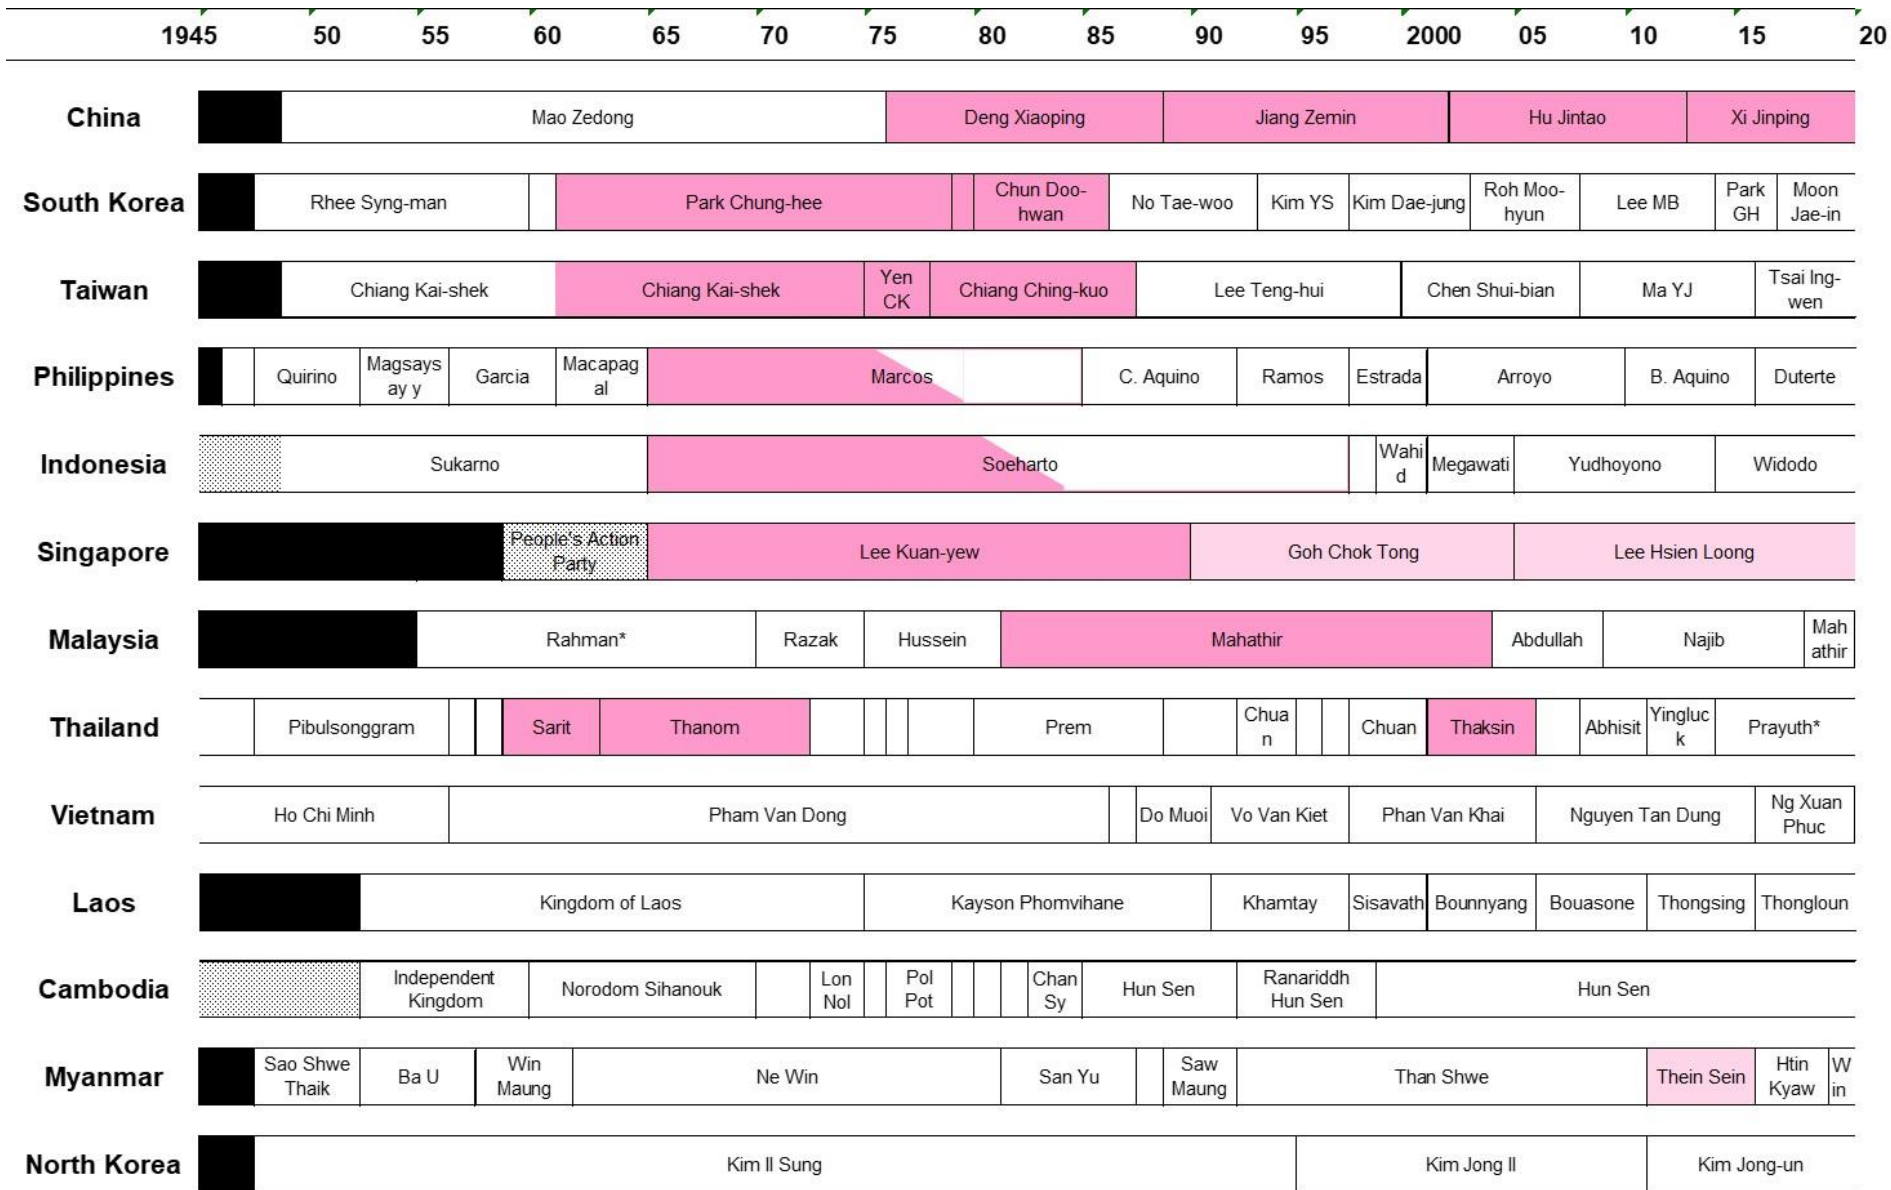 1945 50 55 60 65 70 75 80 85 90 95 2000 05 10 15 20
China Mao Zedong Deng Xiaoping Jiang Zemin Hu Jintao Xi Jinping
South Korea Rhee Syng-man Park Chung-hee Chun Doo-
hwan No Tae-woo Kim YS Kim Dae-jung Roh Moo-
hyun Lee MB Park
GH Moon
Jae-in
Taiwan Chiang Kai-shek Chiang Kai-shek Yen
CK Chiang Ching-kuo Lee Teng-hui Chen Shui-bian Ma YJ Tsai Ing-
wen
Philippines Quirino Magsays
ay y Garcia Macapag
al Marcos C. Aquino Ramos Estrada Arroyo B. Aquino Duterte
Indonesia Sukarno Soeharto Wahi
d Megawati Yudhoyono Widodo
Singapore People's Action
Party Lee Kuan-yew Goh Chok Tong Lee Hsien Loong
Malaysia Rahman* Razak Hussein Mahathir Abdullah Najib Mah
athir
Thailand Pibulsonggram Sarit Thanom Prem Chua
n Chuan Thaksin Abhisit Yingluc
k Prayuth*
Vietnam Ho Chi Minh Pham Van Dong Do Muoi Vo Van Kiet Phan Van Khai Nguyen Tan Dung Ng Xuan
Phuc
Laos Kingdom of Laos Kayson Phomvihane Khamtay Sisavath Bounnyang Bouasone Thongsing Thongloun
Cambodia Independent
Kingdom Norodom Sihanouk Lon
Nol Pol
Pot Chan
Sy Hun Sen Ranariddh
Hun Sen Hun Sen
Myanmar Sao Shwe
Thaik Ba U Win
Maung Ne Win San Yu Saw
Maung Than Shwe Thein Sein Htin
Kyaw W
in
North Korea Kim Il Sung Kim Jong Il Kim Jong-un